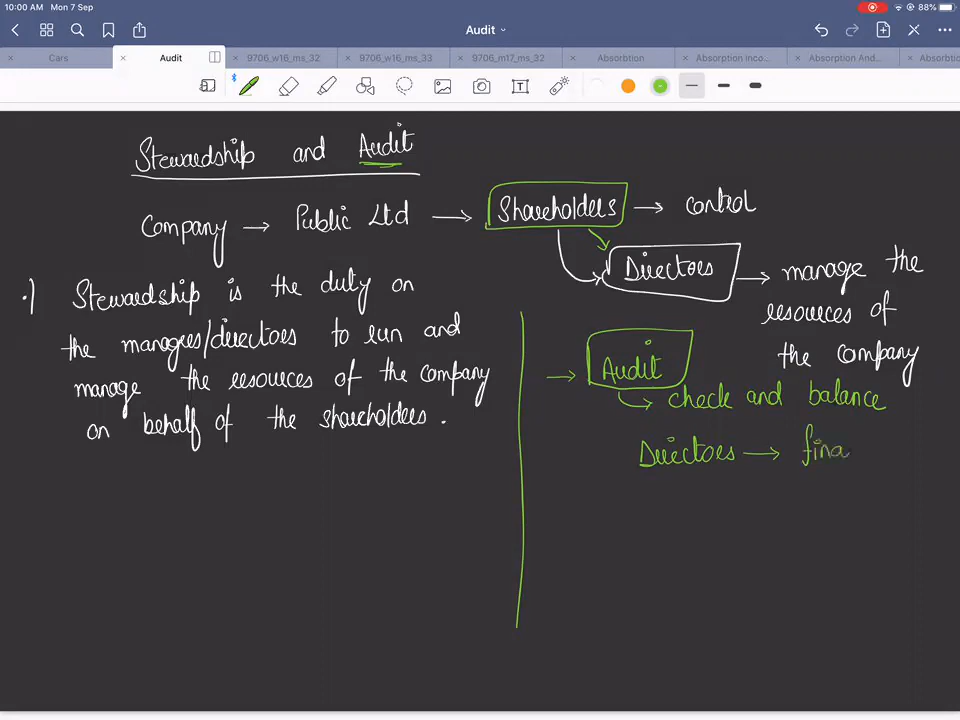 10:00 AM Mon 7 Sep
88%
Audit
Cars
Audit
9706_w16_ms_32
9706_w16_ms_33
9706_m17_ms_32
Absorbtion
Absorption inco...
Absorption And...
Absorbti
Stewardship and Audit
Company → Public Ltd → Shareholders → control
Directors → manage the
resources of
the company
•) Stewardship is the duty on
the managers/directors to run and
manage the resources of the company
on behalf of the shareholders.
→ Audit
↳ check and balance
Directors → fina